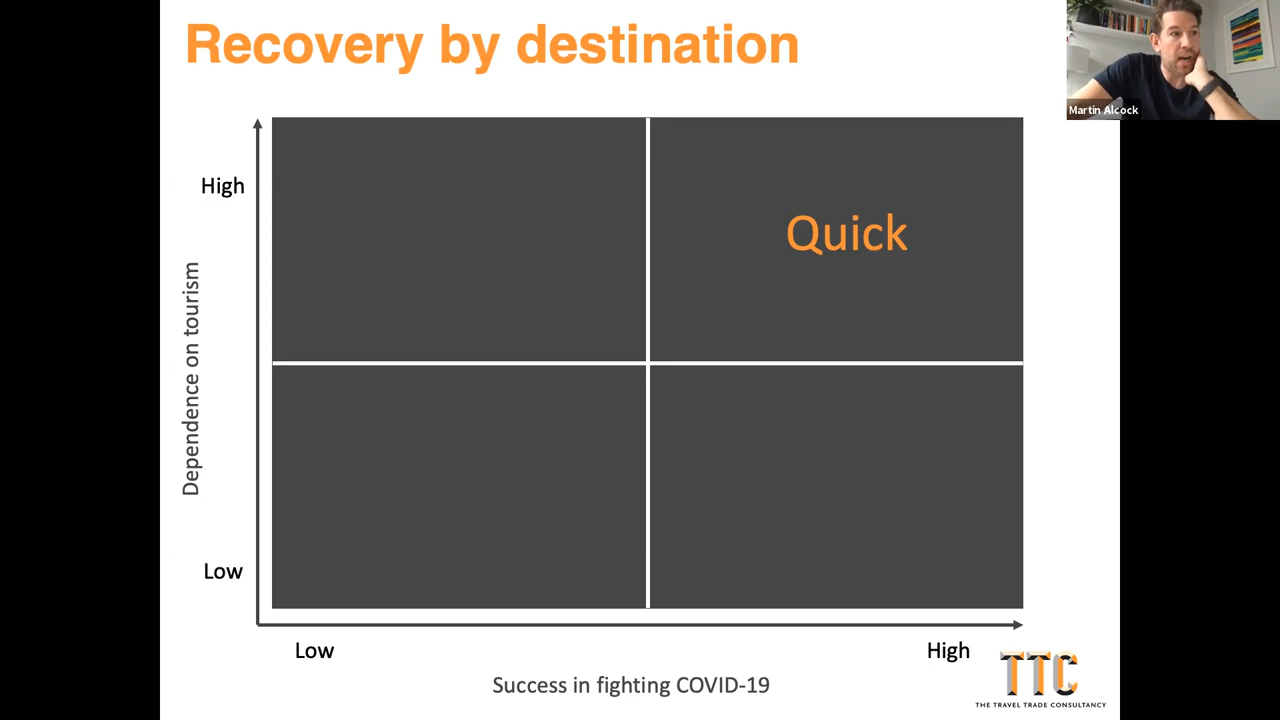 Recovery by destination
Martin Alcock
High
Quick
Dependence on tourism
Low
Low
High
Success in fighting COVID-19
TTC
THE TRAVEL TRADE CONSULTANCY